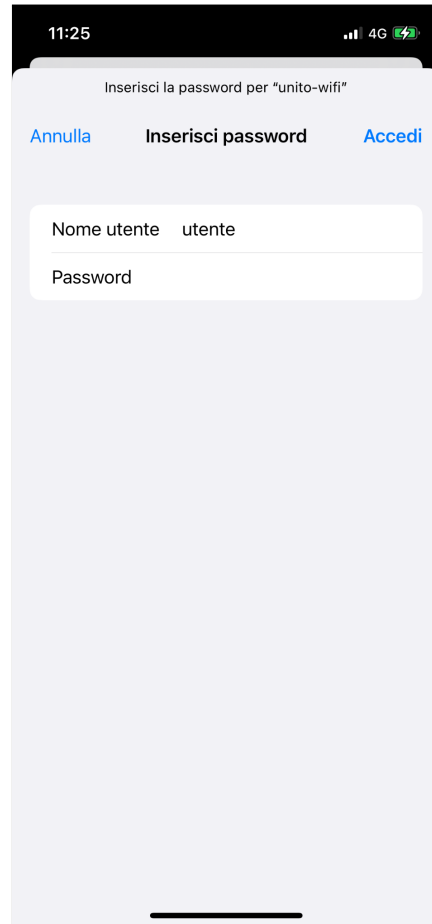 11:25 4G
Inserisci la password per “unito-wifi”
Annulla Inserisci password Accedi
Nome utente utente
Password